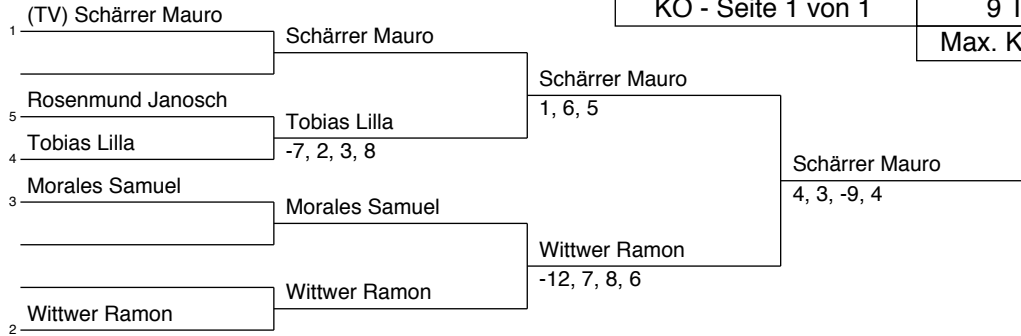 (TV) Schärrer Mauro
KO - Seite 1 von 1
9
1
Schärrer Mauro
Max.
Schärrer Mauro
Rosenmund Janosch
1, 6, 5
5
Tobias Lilla
Tobias Lilla
-7, 2, 3, 8
4
Schärrer Mauro
Morales Samuel
4, 3, -9, 4
3
Morales Samuel
Wittwer Ramon
-12, 7, 8, 6
Wittwer Ramon
Wittwer Ramon
2